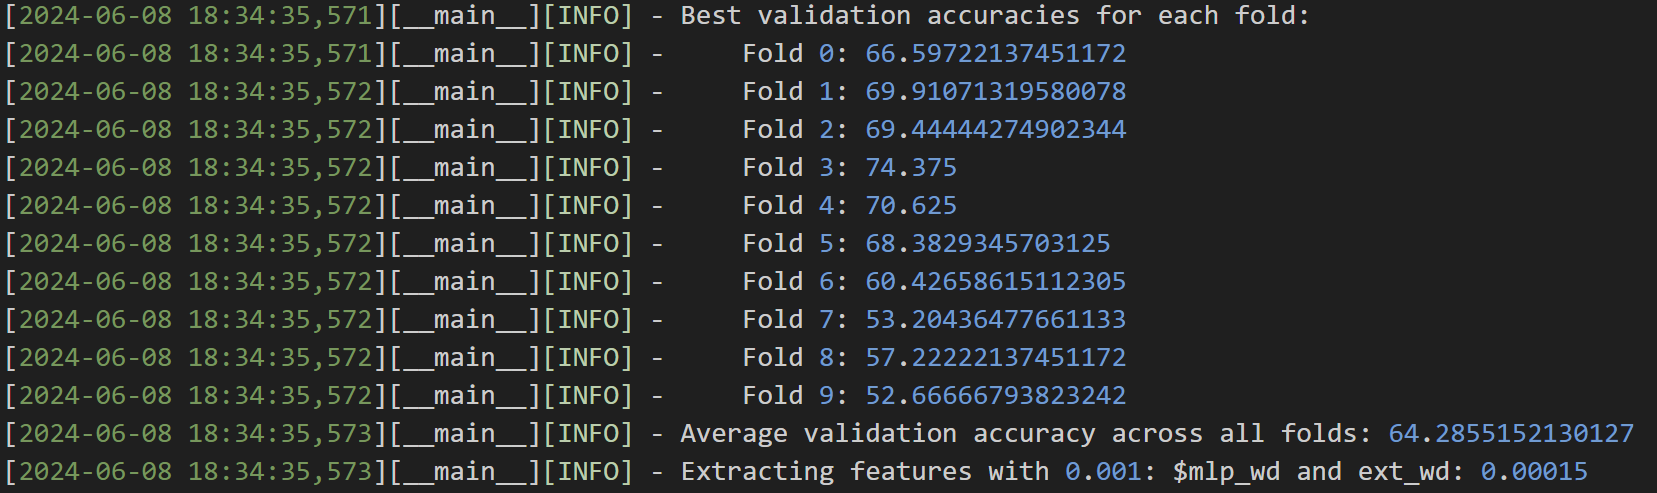 [2024-06-08 18:34:35,571][__main__][INFO] - Best validation accuracies for each fold:
[2024-06-08 18:34:35,571][__main__][INFO] -     Fold 0: 66.59722137451172
[2024-06-08 18:34:35,572][__main__][INFO] -     Fold 1: 69.91071319580078
[2024-06-08 18:34:35,572][__main__][INFO] -     Fold 2: 69.44444274902344
[2024-06-08 18:34:35,572][__main__][INFO] -     Fold 3: 74.375
[2024-06-08 18:34:35,572][__main__][INFO] -     Fold 4: 70.625
[2024-06-08 18:34:35,572][__main__][INFO] -     Fold 5: 68.3829345703125
[2024-06-08 18:34:35,572][__main__][INFO] -     Fold 6: 60.42658615112305
[2024-06-08 18:34:35,572][__main__][INFO] -     Fold 7: 53.20436477661133
[2024-06-08 18:34:35,572][__main__][INFO] -     Fold 8: 57.22222137451172
[2024-06-08 18:34:35,572][__main__][INFO] -     Fold 9: 52.66666793823242
[2024-06-08 18:34:35,573][__main__][INFO] - Average validation accuracy across all folds: 64.2855152130127
[2024-06-08 18:34:35,573][__main__][INFO] - Extracting features with 0.001: $mlp_wd and ext_wd: 0.00015